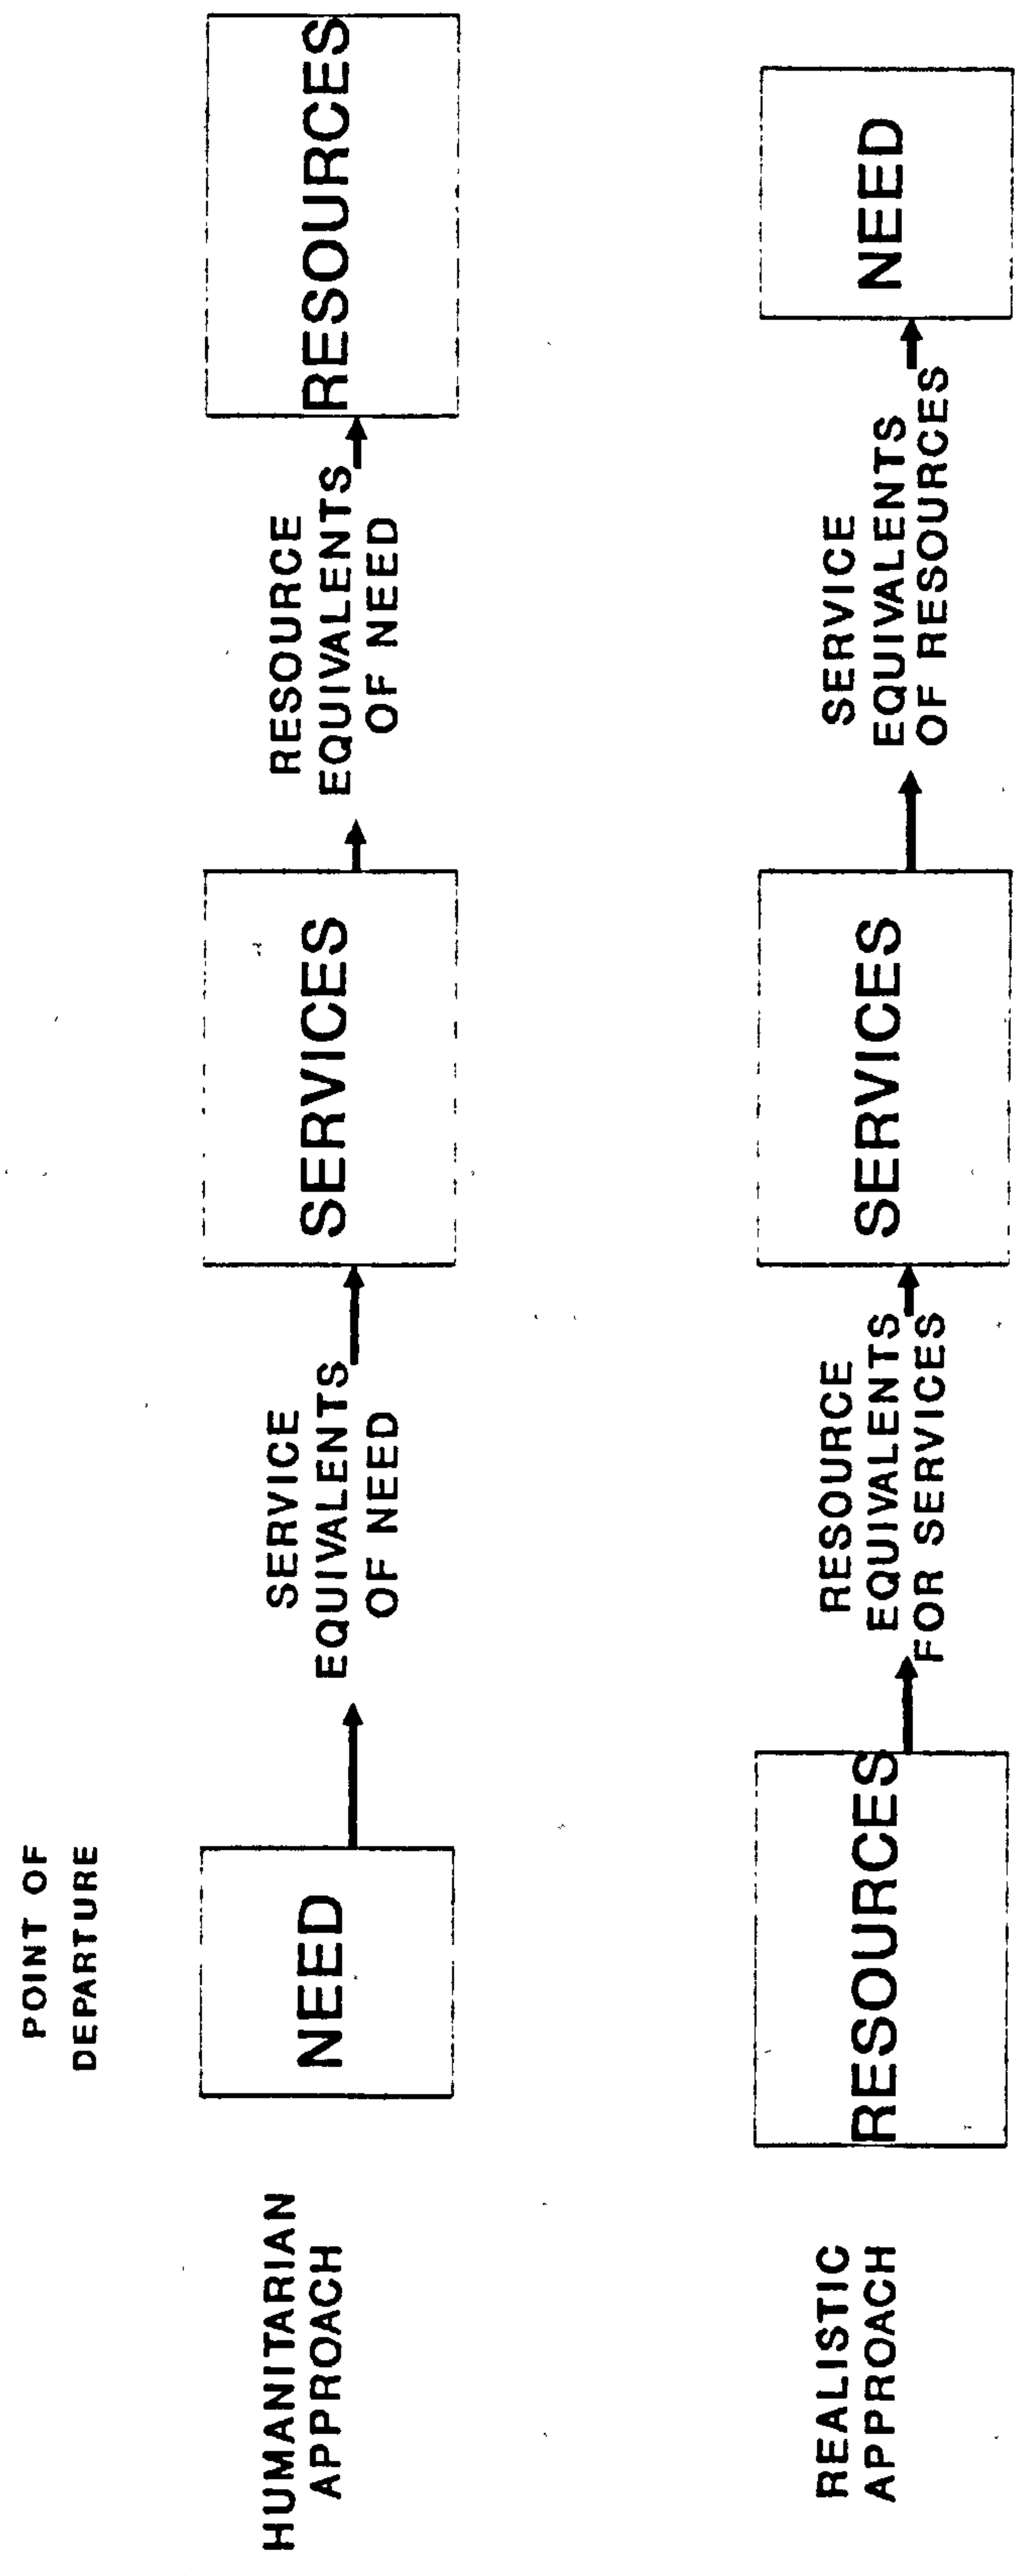 POINT OF
DEPARTURE
HUMANITARIAN
APPROACH
NEED
SERVICE
EQUIVALENTS
OF NEED
SERVICES
RESOURCE
EQUIVALENTS
OF NEED
RESOURCES
REALISTIC
APPROACH
RESOURCES
RESOURCE
EQUIVALENTS
FOR SERVICES
SERVICES
SERVICE
EQUIVALENTS
OF RESOURCES
NEED